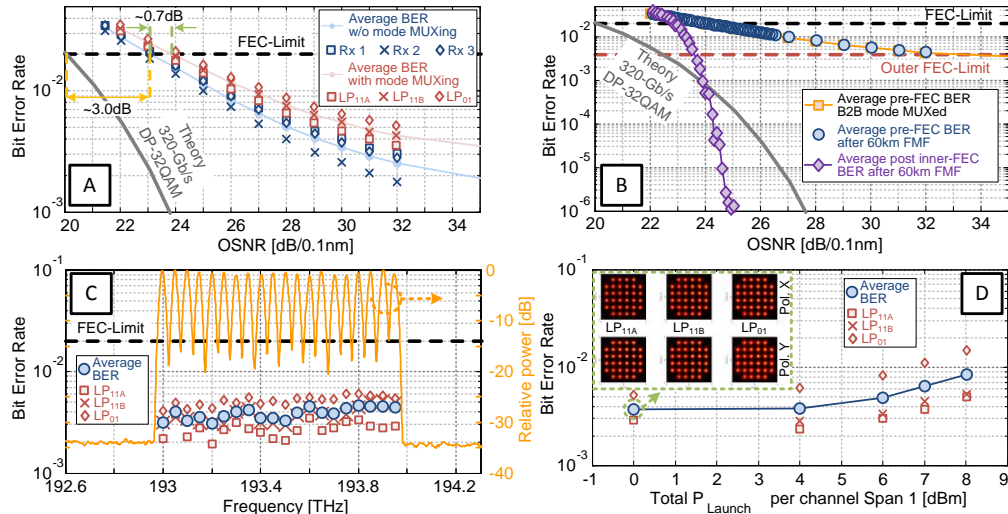 ~0.7dB
FEC-Limit
Average BER
w/o mode MUXing
Rx 1 Rx 2 Rx 3
Average BER
with mode MUXing
LP11A LP11B LP01
~3.0dB
Theory
320-Gb/s
DP-32QAM
A
Bit Error Rate
10-2
10-3
20 22 24 26 28 30 32 34
OSNR [dB/0.1nm]
FEC-Limit
Outer FEC-Limit
Theory
320-Gb/s
DP-32QAM
Average pre-FEC BER
B2B mode MUXed
Average pre-FEC BER
after 60km FMF
Average post inner-FEC
BER after 60km FMF
B
Bit Error Rate
10-1
10-2
10-3
10-4
10-5
10-6
20 22 24 26 28 30 32 34
OSNR [dB/0.1nm]
C
FEC-Limit
Average
BER
LP11A
LP11B
LP01
Bit Error Rate
10-1
10-2
10-3
192.6 193 193.4 193.8 194.2
Frequency [THz]
0
-10
-20
-30
-40
Relative power [dB]
D
Pol. X
LP11A LP11B LP01
Pol. Y
Average
BER
LP11A
LP11B
LP01
Bit Error Rate
10-1
10-2
10-3
-1 0 1 2 3 4 5 6 7 8 9
Total PLaunch per channel Span 1 [dBm]